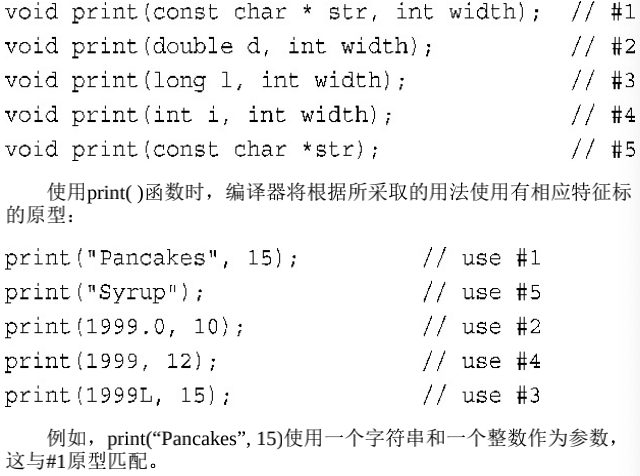 void print(const char * str, int width);  // #1
void print(double d, int width);  // #2
void print(long l, int width);  // #3
void print(int i, int width);  // #4
void print(const char *str);  // #5
使用print( )函数时，编译器将根据所采取的用法使用有相应特征标
的原型：
print("Pancakes", 15);  // use #1
print("Syrup");  // use #5
print(1999.0, 10);  // use #2
print(1999, 12);  // use #4
print(1999L, 15);  // use #3
例如，print(“Pancakes”, 15)使用一个字符串和一个整数作为参数，
这与#1原型匹配。